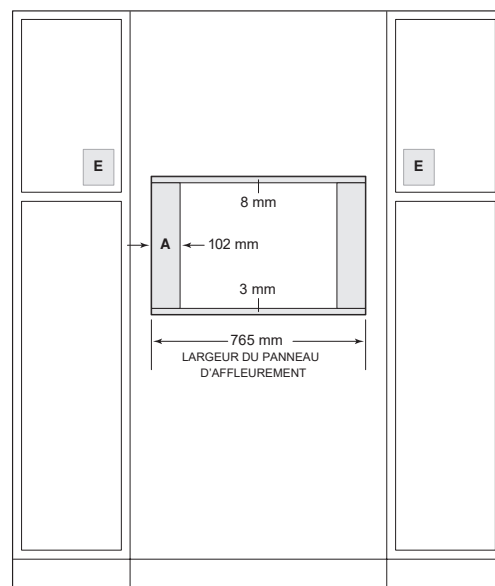 E
E
8 mm
A
102 mm
3 mm
765 mm
LARGEUR DU PANNEAU
D'AFFLEUREMENT